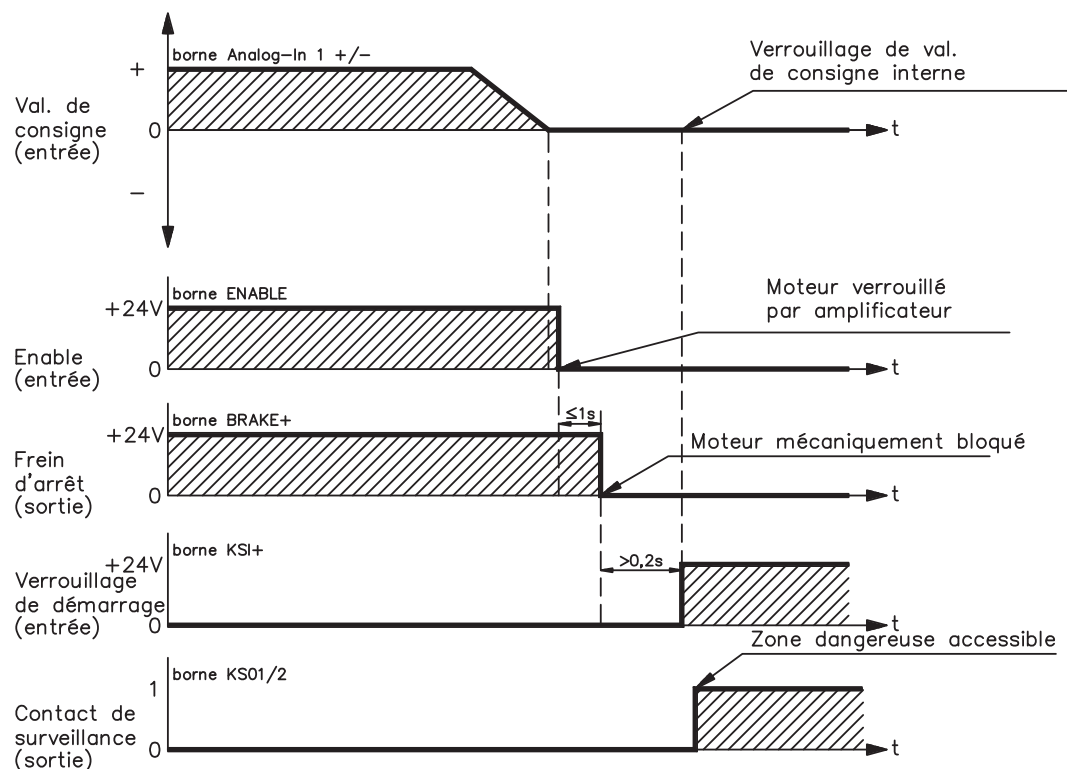 borne Analog-In 1 +/-
Verrouillage de val.
de consigne interne
+
Val. de
consigne
(entrée)
0
t
-
borne ENABLE
+24V
Moteur verrouillé
par amplificateur
Enable
(entrée)
0
t
borne BRAKE+
≤1s
+24V
Moteur mécaniquement bloqué
Frein
d'arrêt
(sortie)
0
t
borne KSI+
+24V
>0,2s
Verrouillage
de démarrage
(entrée)
0
t
Zone dangereuse accessible
borne KS01/2
1
Contact de
surveillance
(sortie)
0
t